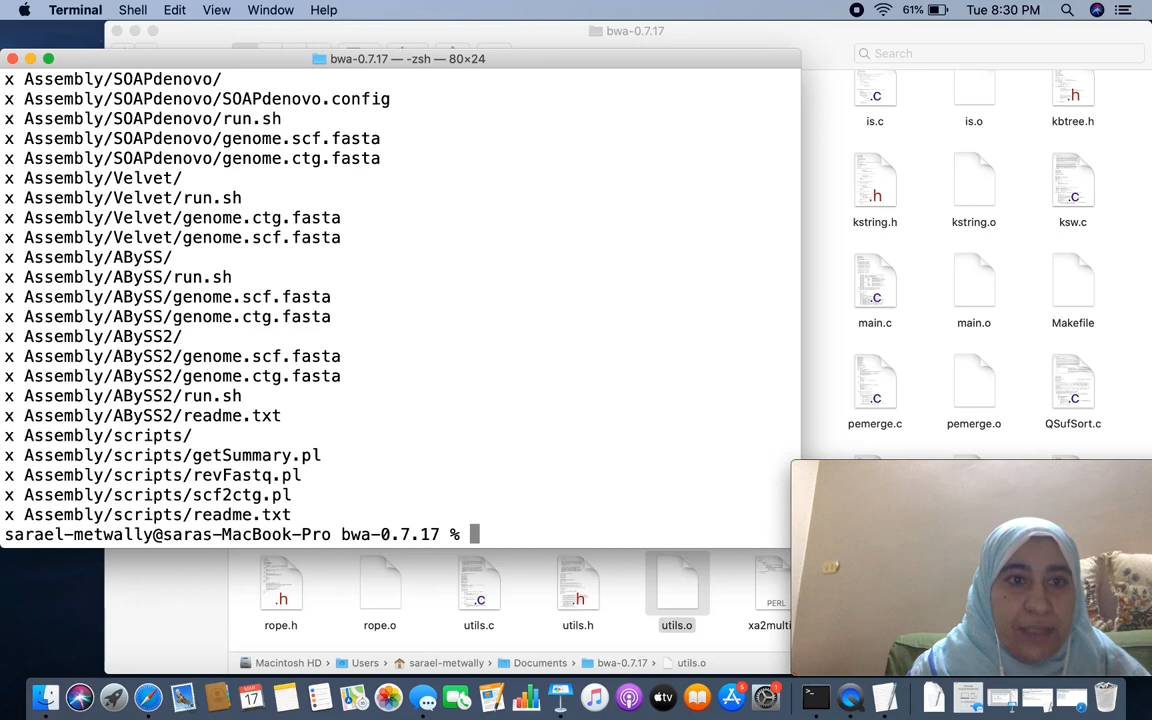 Terminal Shell Edit View Window Help 61% Tue 8:30 PM
bwa-0.7.17
Search
bwa-0.7.17 — -zsh — 80×24
x Assembly/SOAPdenovo/
x Assembly/SOAPdenovo/SOAPdenovo.config
x Assembly/SOAPdenovo/run.sh
x Assembly/SOAPdenovo/genome.scf.fasta
x Assembly/SOAPdenovo/genome.ctg.fasta
x Assembly/Velvet/
x Assembly/Velvet/run.sh
x Assembly/Velvet/genome.ctg.fasta
x Assembly/Velvet/genome.scf.fasta
x Assembly/ABySS/
x Assembly/ABySS/run.sh
x Assembly/ABySS/genome.scf.fasta
x Assembly/ABySS/genome.ctg.fasta
x Assembly/ABySS2/
x Assembly/ABySS2/genome.scf.fasta
x Assembly/ABySS2/genome.ctg.fasta
x Assembly/ABySS2/run.sh
x Assembly/ABySS2/readme.txt
x Assembly/scripts/
x Assembly/scripts/getSummary.pl
x Assembly/scripts/revFastq.pl
x Assembly/scripts/scf2ctg.pl
x Assembly/scripts/readme.txt
sarael-metwally@saras-MacBook-Pro bwa-0.7.17 %
.c .h
is.c is.o kbtree.h
.h .c
kstring.h kstring.o ksw.c
.c
main.c main.o Makefile
.c .c
pemerge.c pemerge.o QSufSort.c
.h .c .h PERL
rope.h rope.o utils.c utils.h utils.o xa2multi
Macintosh HD › Users › sarael-metwally › Documents › bwa-0.7.17 › utils.o
17 tv 5 1